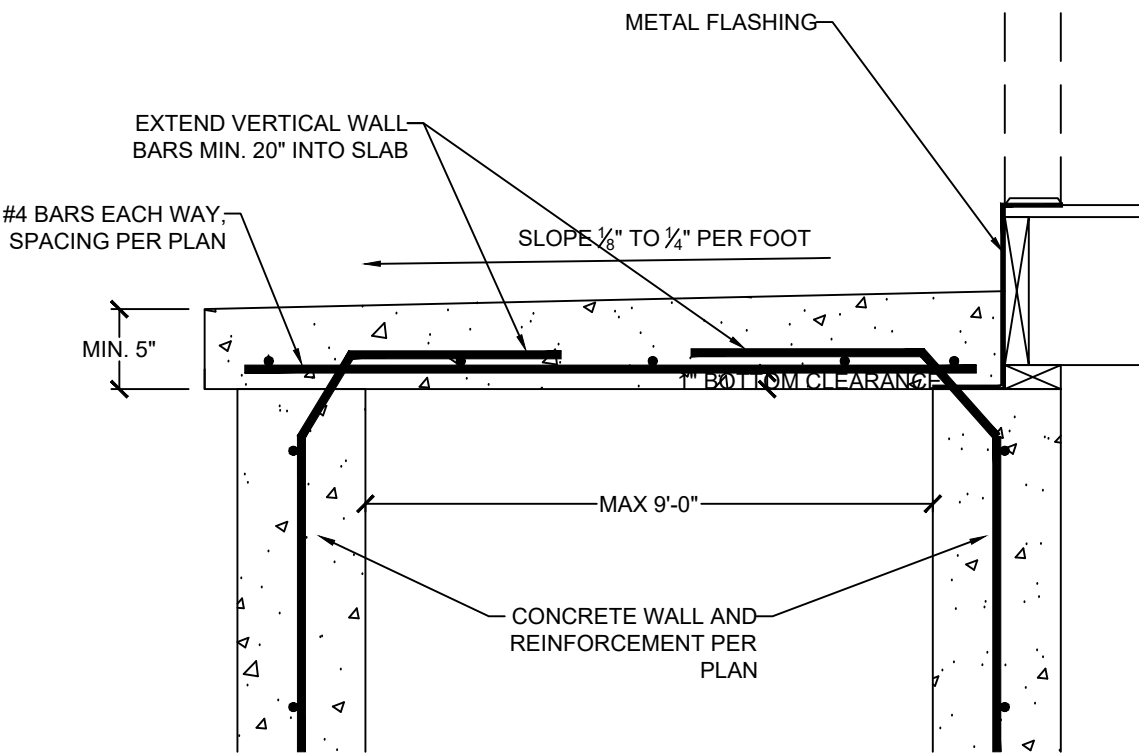 METAL FLASHING
EXTEND VERTICAL WALL
BARS MIN. 20" INTO SLAB
#4 BARS EACH WAY,
SPACING PER PLAN
SLOPE ⅛" TO ¼" PER FOOT
MIN. 5"
1" BOTTOM CLEARANCE
MAX 9'-0"
CONCRETE WALL AND
REINFORCEMENT PER
PLAN